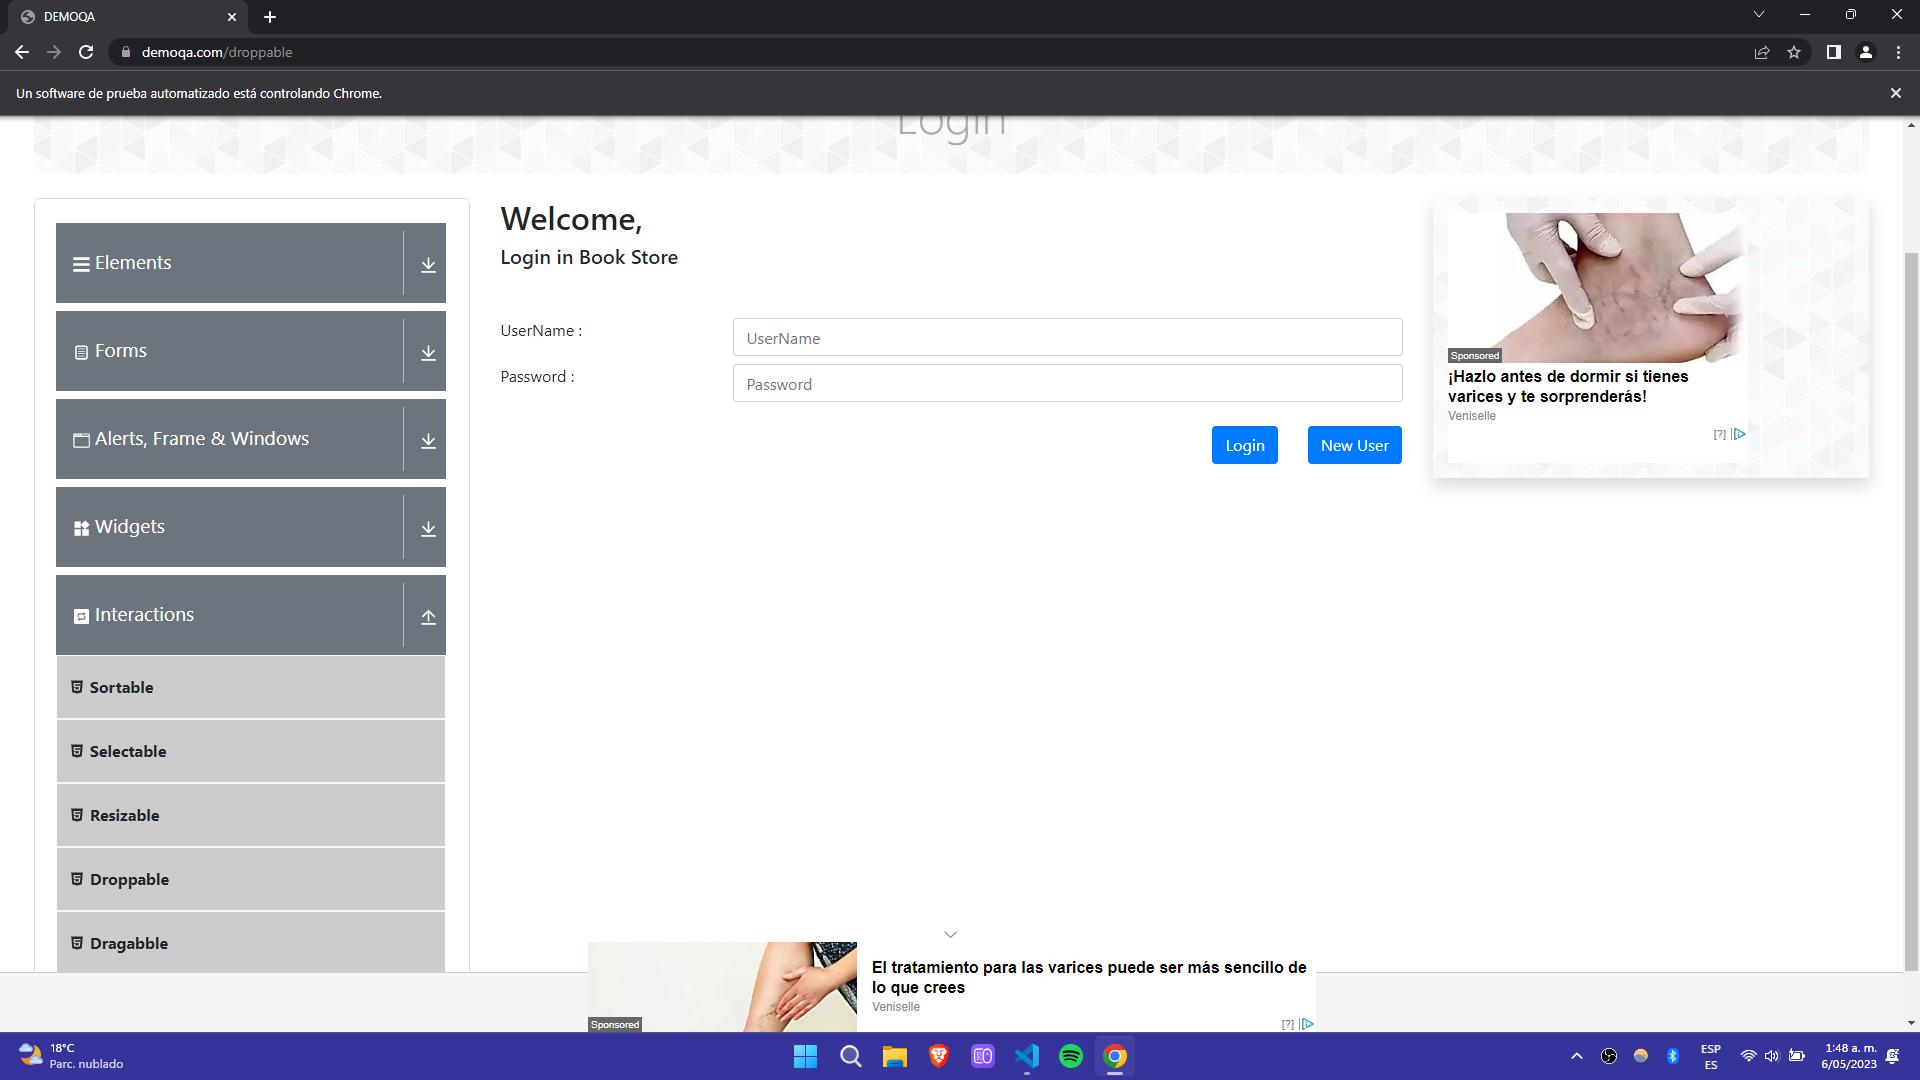 DEMOQA
demoqa.com/droppable
Un software de prueba automatizado está controlando Chrome.
Login
Elements
Forms
Alerts, Frame & Windows
Widgets
Interactions
Sortable
Selectable
Resizable
Droppable
Dragabble
Welcome,
Login in Book Store
UserName :
UserName
Password :
Password
Login
New User
Sponsored
¡Hazlo antes de dormir si tienes
varices y te sorprenderás!
Veniselle
[?]
El tratamiento para las varices puede ser más sencillo de
lo que crees
Veniselle
Sponsored
[?]
18°C
Parc. nublado
ESP
ES
1:48 a. m.
6/05/2023